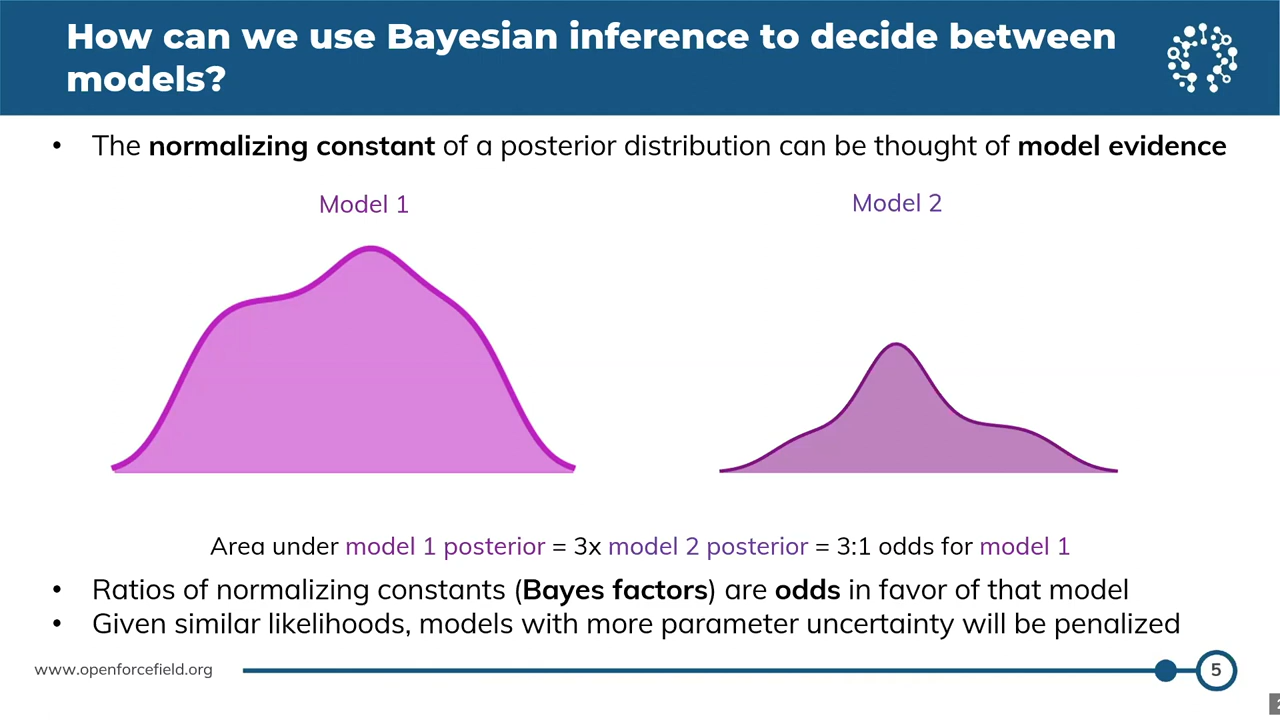 How can we use Bayesian inference to decide between
models?
• The normalizing constant of a posterior distribution can be thought of model evidence
Model 1
Model 2
Area under model 1 posterior = 3x model 2 posterior = 3:1 odds for model 1
• Ratios of normalizing constants (Bayes factors) are odds in favor of that model
• Given similar likelihoods, models with more parameter uncertainty will be penalized
www.openforcefield.org
5